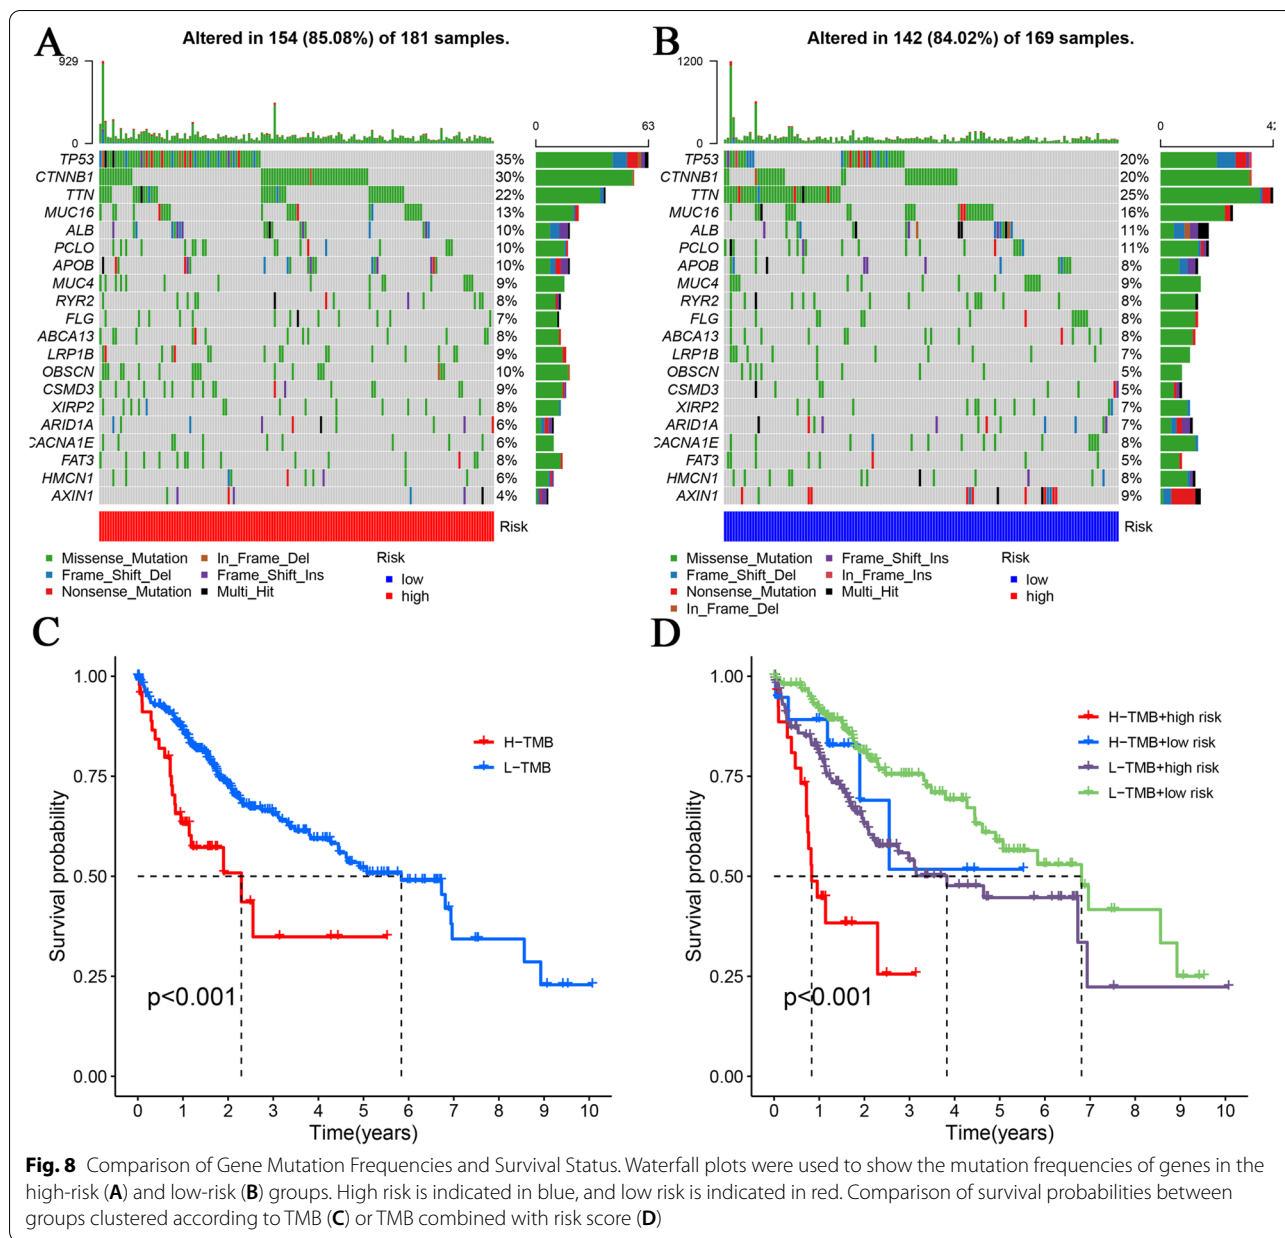 A
Altered in 154 (85.08%) of 181 samples.
929
0
0
63
TP53 35%
CTNNB1 30%
TTN 22%
MUC16 13%
ALB 10%
PCLO 10%
APOB 10%
MUC4 9%
RYR2 8%
FLG 7%
ABCA13 8%
LRP1B 9%
OBSCN 10%
CSMD3 9%
XIRP2 8%
ARID1A 6%
CACNA1E 6%
FAT3 8%
HMCN1 6%
AXIN1 4%
Risk
Missense_Mutation
Frame_Shift_Del
Nonsense_Mutation
In_Frame_Del
Frame_Shift_Ins
Multi_Hit
Risk
low
high
B
Altered in 142 (84.02%) of 169 samples.
1200
0
0
42
TP53 20%
CTNNB1 20%
TTN 25%
MUC16 16%
ALB 11%
PCLO 11%
APOB 8%
MUC4 9%
RYR2 8%
FLG 8%
ABCA13 8%
LRP1B 7%
OBSCN 5%
CSMD3 5%
XIRP2 7%
ARID1A 7%
CACNA1E 8%
FAT3 5%
HMCN1 8%
AXIN1 9%
Risk
Missense_Mutation
Frame_Shift_Del
Nonsense_Mutation
In_Frame_Del
Frame_Shift_Ins
In_Frame_Ins
Multi_Hit
Risk
low
high
C
Survival probability
1.00
0.75
0.50
0.25
0.00
H-TMB
L-TMB
p<0.001
0 1 2 3 4 5 6 7 8 9 10
Time(years)
D
Survival probability
1.00
0.75
0.50
0.25
0.00
H-TMB+high risk
H-TMB+low risk
L-TMB+high risk
L-TMB+low risk
p<0.001
0 1 2 3 4 5 6 7 8 9 10
Time(years)
Fig. 8 Comparison of Gene Mutation Frequencies and Survival Status. Waterfall plots were used to show the mutation frequencies of genes in the
high-risk (A) and low-risk (B) groups. High risk is indicated in blue, and low risk is indicated in red. Comparison of survival probabilities between
groups clustered according to TMB (C) or TMB combined with risk score (D)